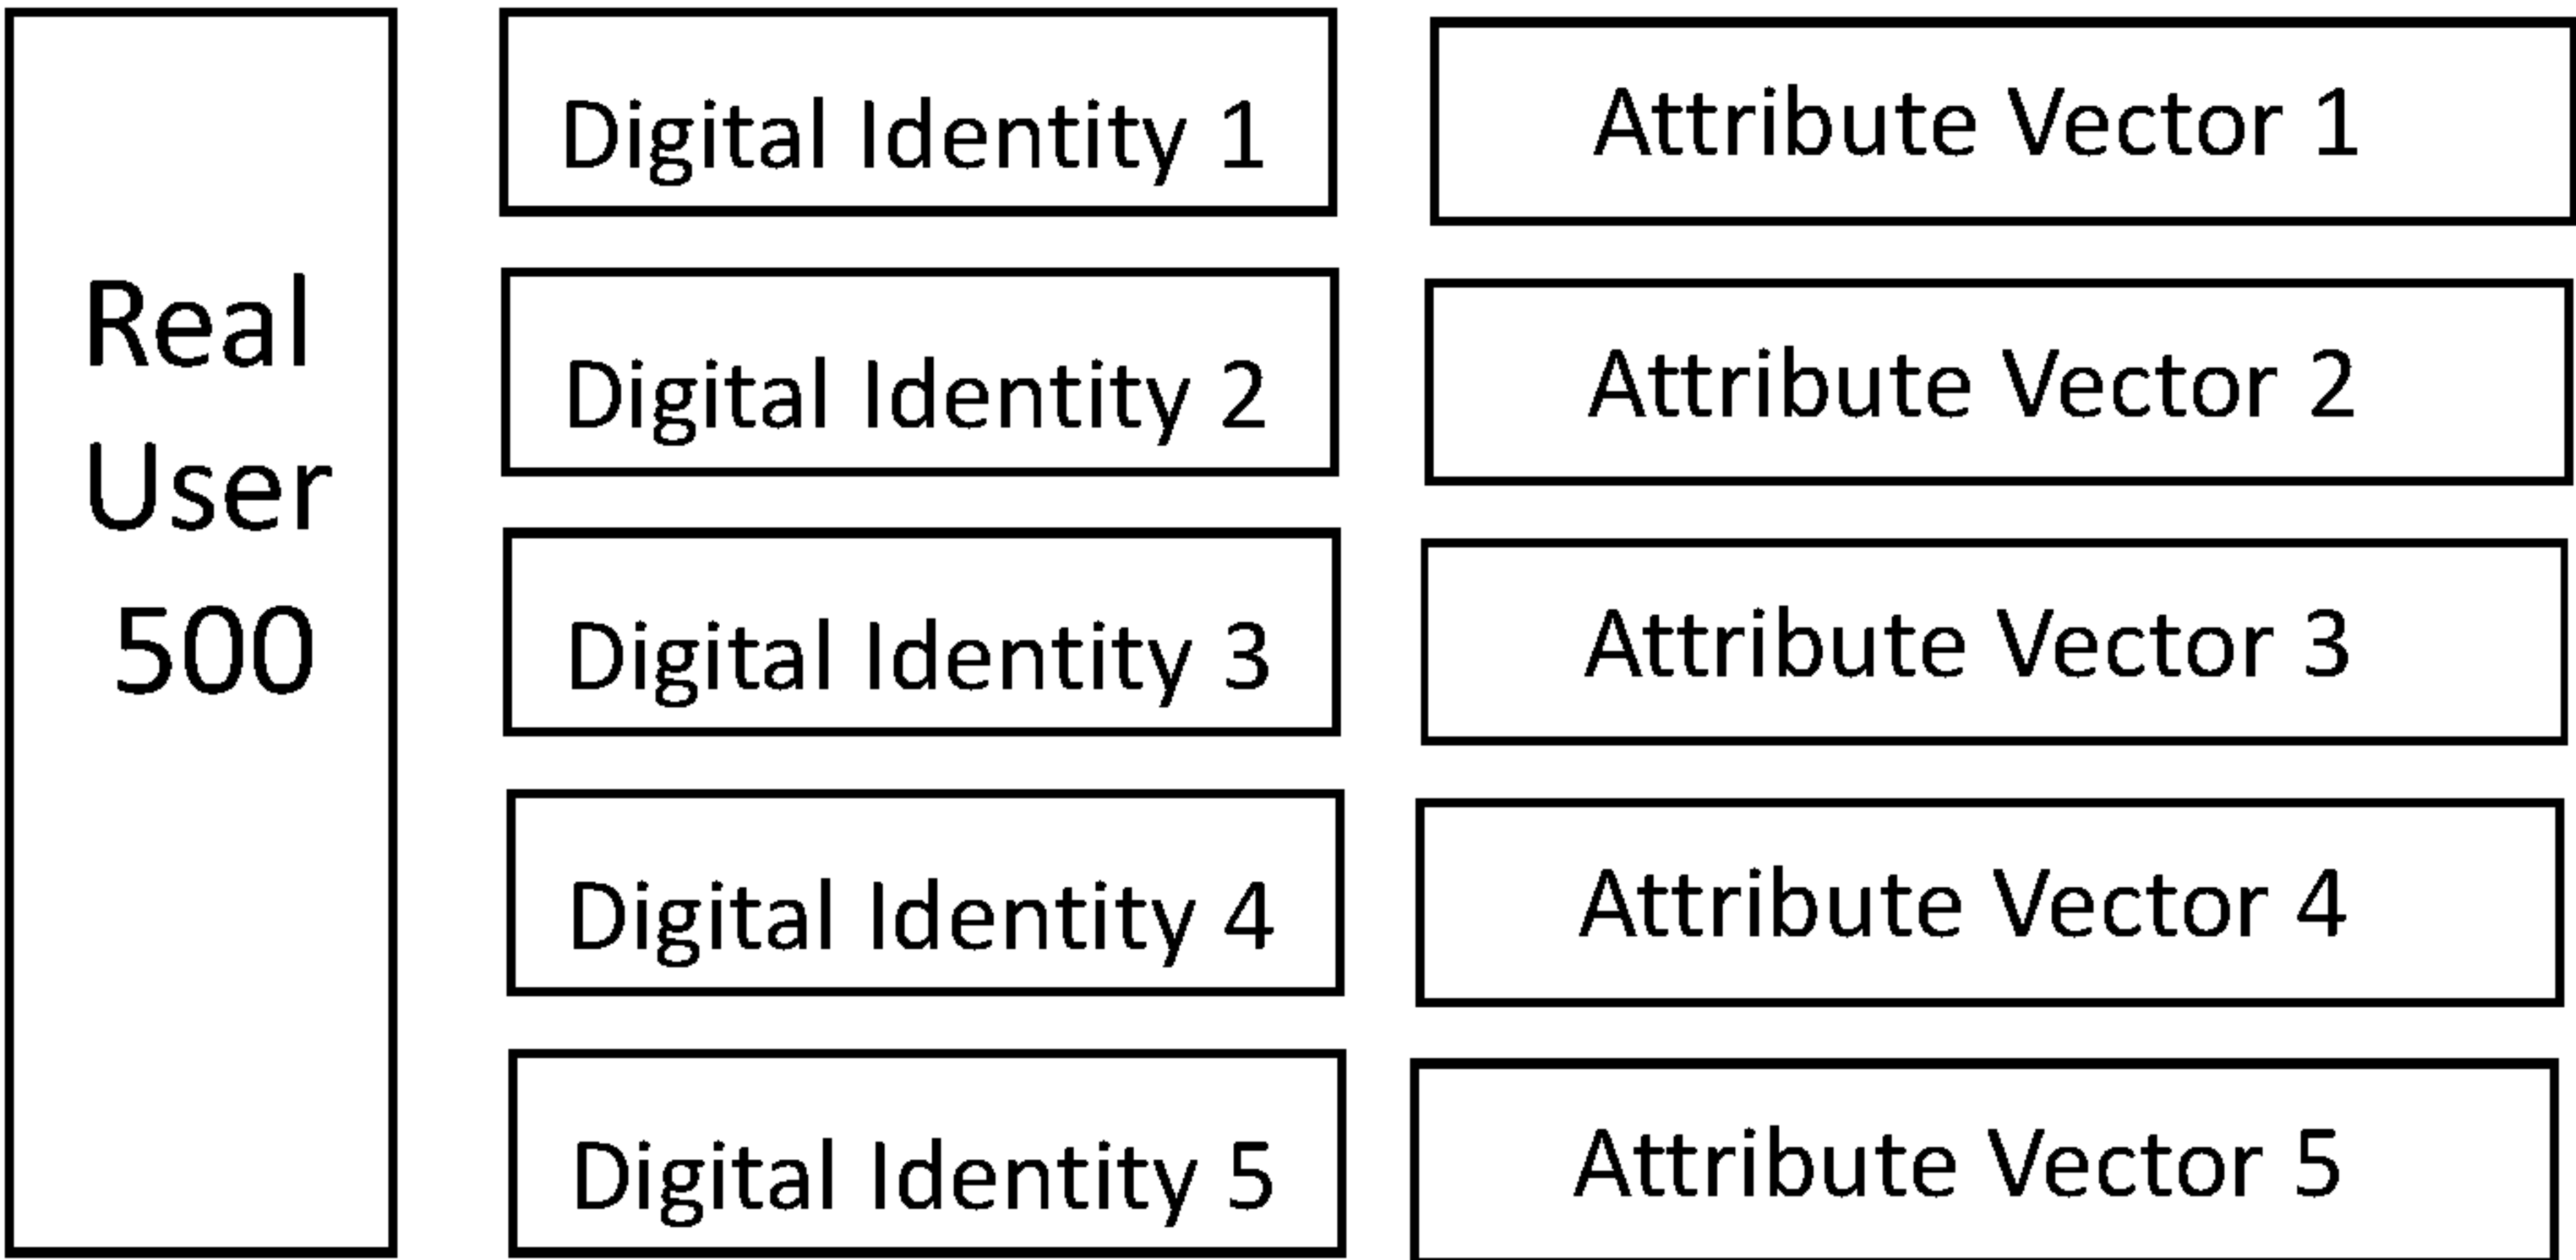 Real
User
500
Digital Identity 1
Attribute Vector 1
Digital Identity 2
Attribute Vector 2
Digital Identity 3
Attribute Vector 3
Digital Identity 4
Attribute Vector 4
Digital Identity 5
Attribute Vector 5